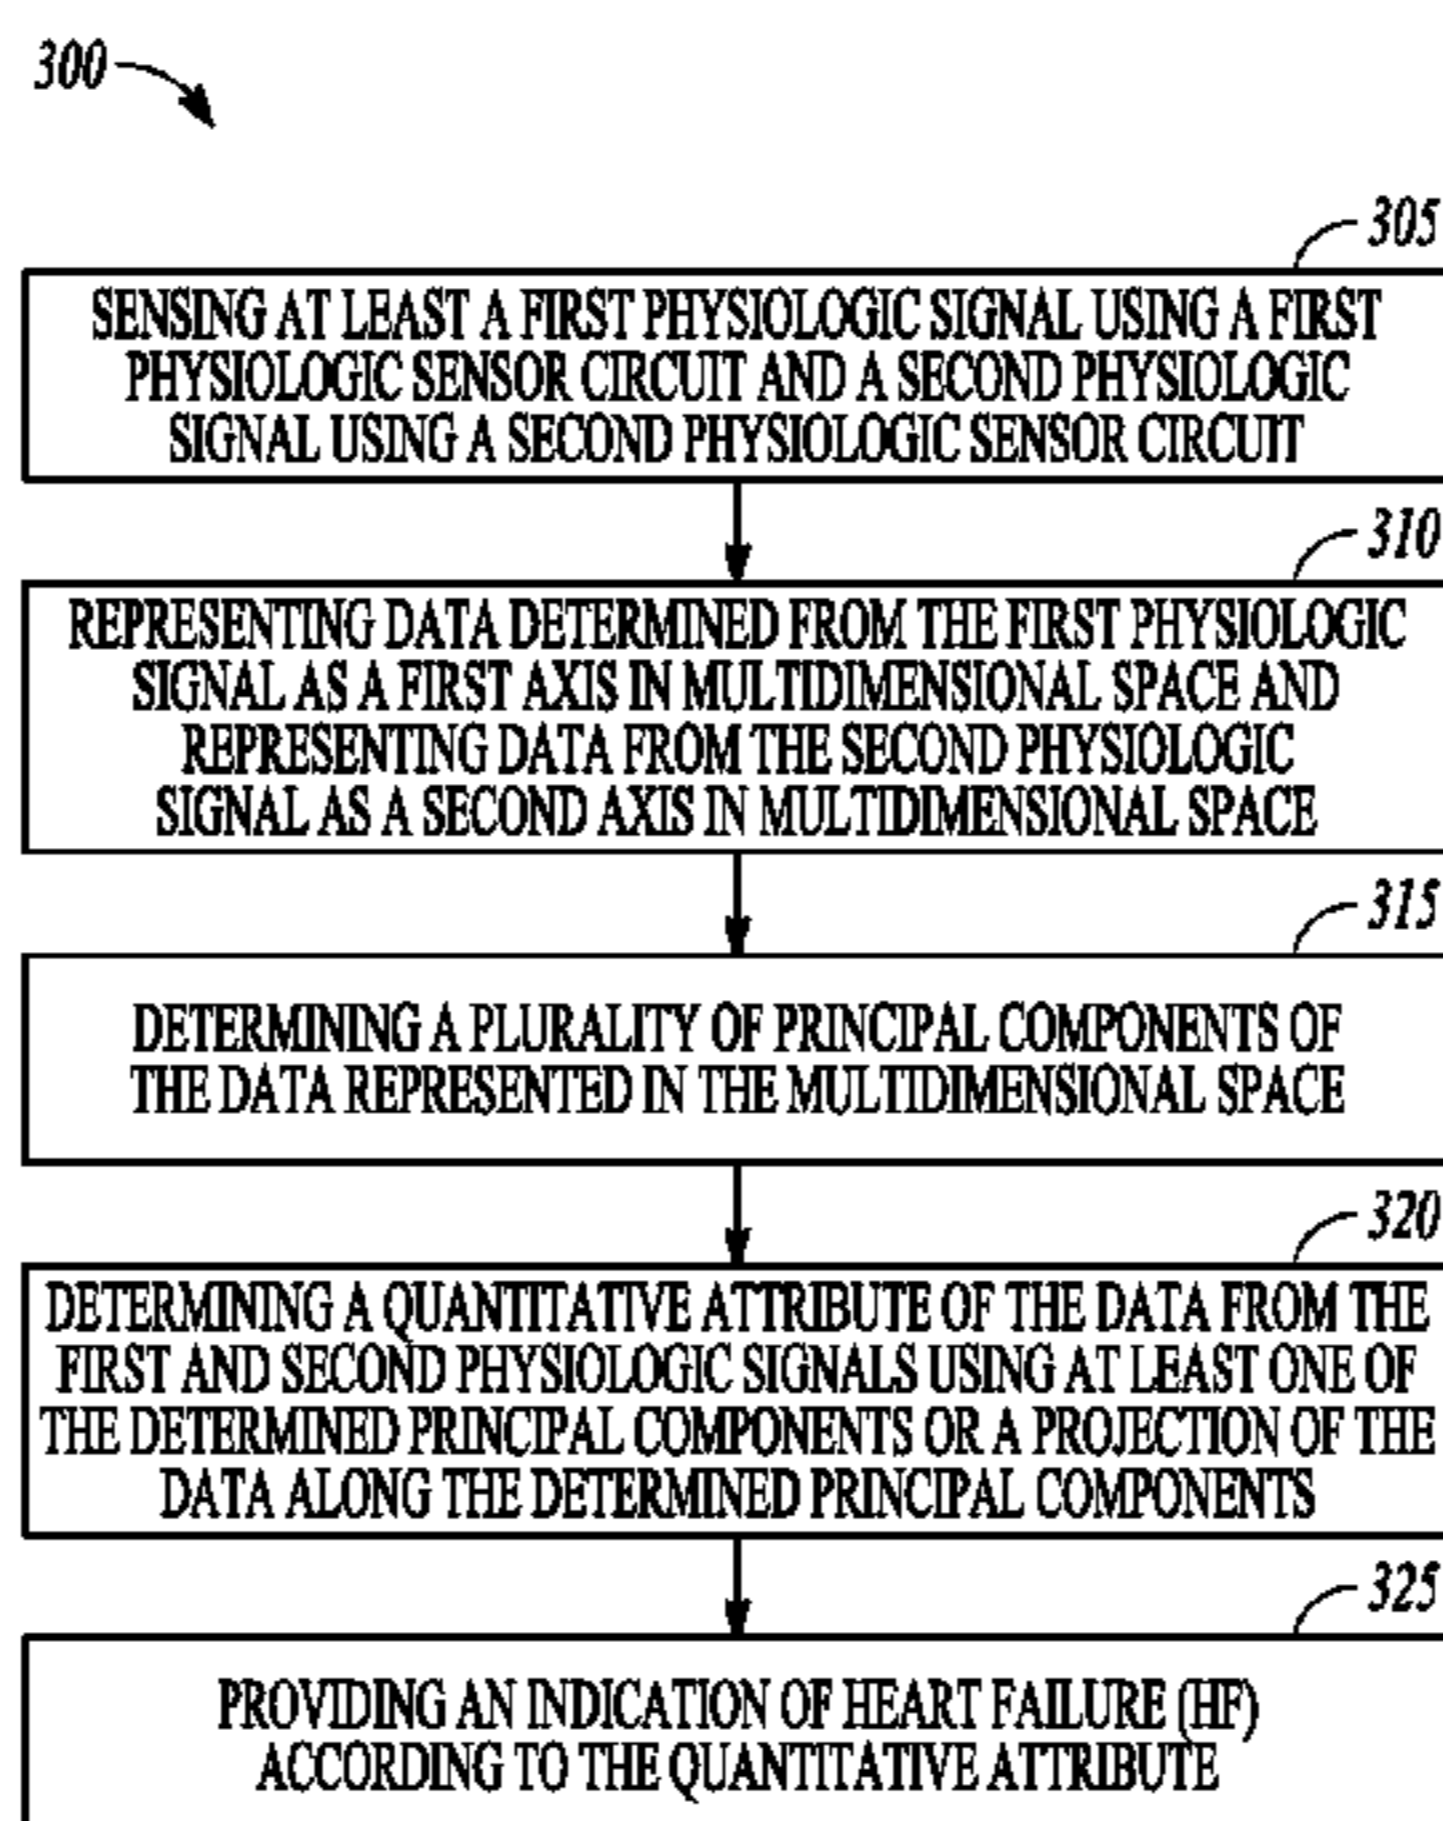 300
305
SENSING AT LEAST A FIRST PHYSIOLOGIC SIGNAL USING A FIRST
PHYSIOLOGIC SENSOR CIRCUIT AND A SECOND PHYSIOLOGIC
SIGNAL USING A SECOND PHYSIOLOGIC SENSOR CIRCUIT
310
REPRESENTING DATA DETERMINED FROM THE FIRST PHYSIOLOGIC
SIGNAL AS A FIRST AXIS IN MULTIDIMENSIONAL SPACE AND
REPRESENTING DATA FROM THE SECOND PHYSIOLOGIC
SIGNAL AS A SECOND AXIS IN MULTIDIMENSIONAL SPACE
315
DETERMINING A PLURALITY OF PRINCIPAL COMPONENTS OF
THE DATA REPRESENTED IN THE MULTIDIMENSIONAL SPACE
320
DETERMINING A QUANTITATIVE ATTRIBUTE OF THE DATA FROM THE
FIRST AND SECOND PHYSIOLOGIC SIGNALS USING AT LEAST ONE OF
THE DETERMINED PRINCIPAL COMPONENTS OR A PROJECTION OF THE
DATA ALONG THE DETERMINED PRINCIPAL COMPONENTS
325
PROVIDING AN INDICATION OF HEART FAILURE (HF)
ACCORDING TO THE QUANTITATIVE ATTRIBUTE